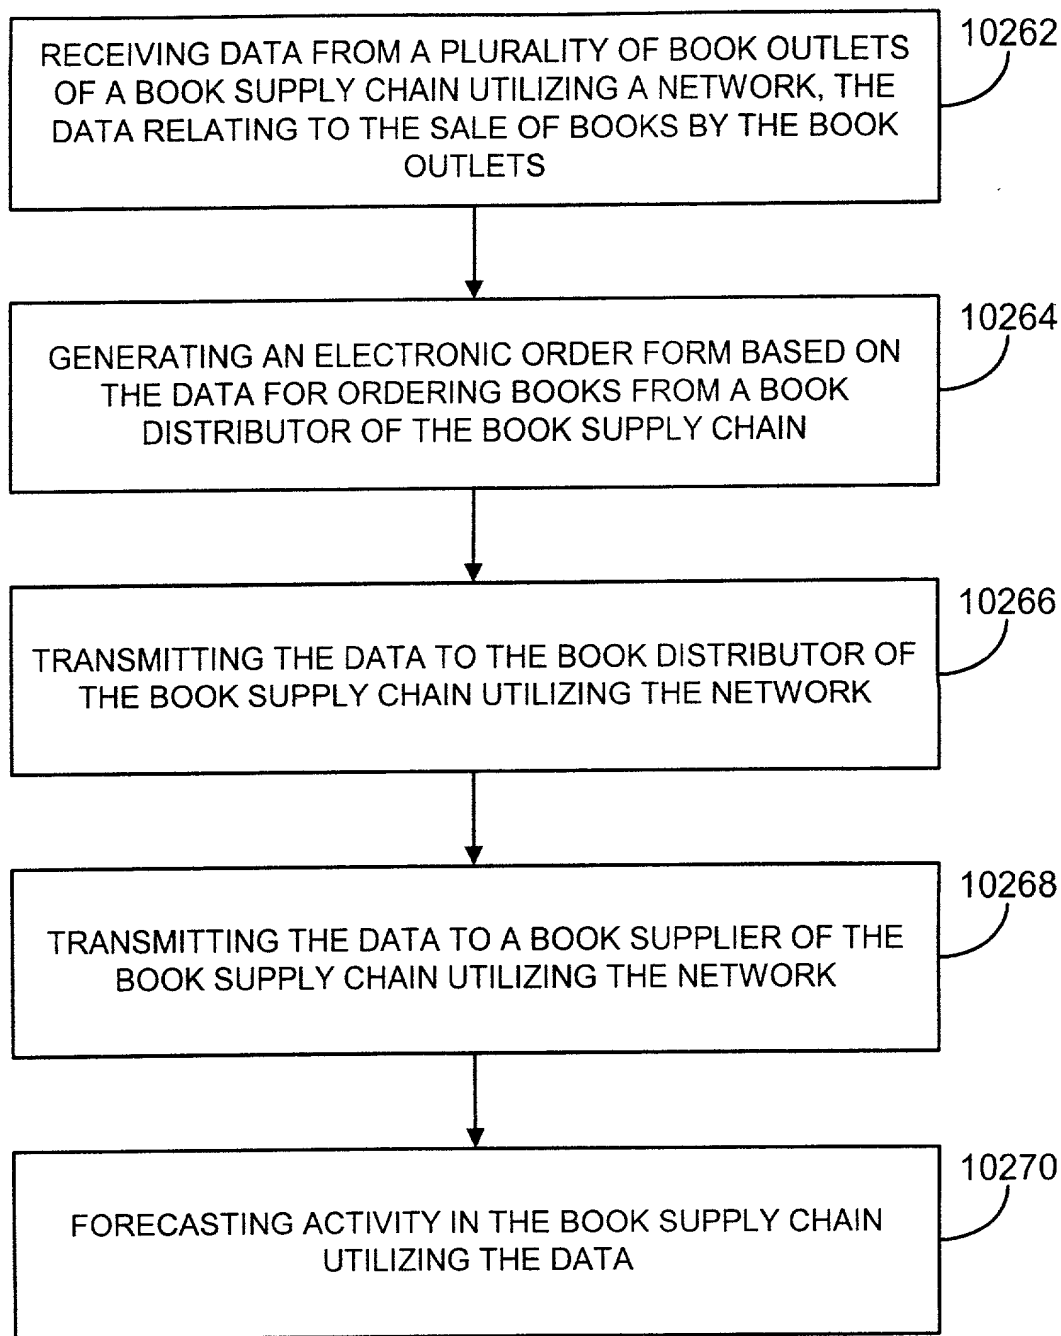 10262
RECEIVING DATA FROM A PLURALITY OF BOOK OUTLETS
OF A BOOK SUPPLY CHAIN UTILIZING A NETWORK, THE
DATA RELATING TO THE SALE OF BOOKS BY THE BOOK
OUTLETS
10264
GENERATING AN ELECTRONIC ORDER FORM BASED ON
THE DATA FOR ORDERING BOOKS FROM A BOOK
DISTRIBUTOR OF THE BOOK SUPPLY CHAIN
10266
TRANSMITTING THE DATA TO THE BOOK DISTRIBUTOR OF
THE BOOK SUPPLY CHAIN UTILIZING THE NETWORK
10268
TRANSMITTING THE DATA TO A BOOK SUPPLIER OF THE
BOOK SUPPLY CHAIN UTILIZING THE NETWORK
10270
FORECASTING ACTIVITY IN THE BOOK SUPPLY CHAIN
UTILIZING THE DATA